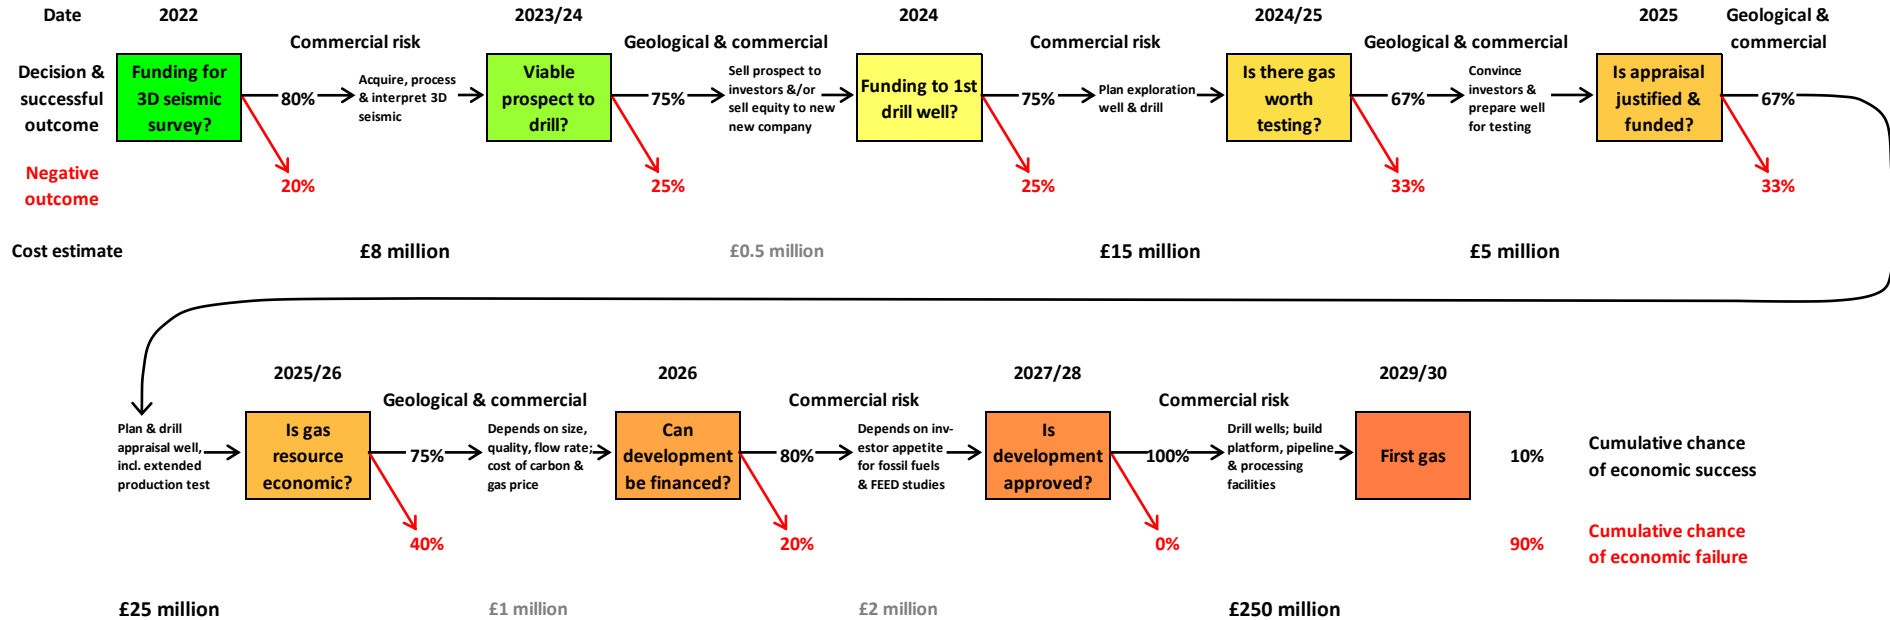 Date
2022
2023/24
2024
2024/25
2025
Geological &
commercial
Commercial risk
Geological & commercial
Commercial risk
Geological & commercial
Decision &
successful
outcome
Funding for
3D seismic
survey?
80%
Acquire, process
& interpret 3D
seismic
Viable
prospect to
drill?
75%
Sell prospect to
investors &/or
sell equity to new
new company
Funding to 1st
drill well?
75%
Plan exploration
well & drill
Is there gas
worth
testing?
67%
Convince
investors &
prepare well
for testing
Is appraisal
justified &
funded?
67%
Negative
outcome
20%
25%
25%
33%
33%
Cost estimate
£8 million
£0.5 million
£15 million
£5 million
2025/26
2026
2027/28
2029/30
Geological & commercial
Commercial risk
Commercial risk
Plan & drill
appraisal well,
incl. extended
production test
Is gas
resource
economic?
75%
Depends on size,
quality, flow rate;
cost of carbon &
gas price
Can
development
be financed?
80%
Depends on inv-
estor appetite
for fossil fuels
& FEED studies
Is
development
approved?
100%
Drill wells; build
platform, pipeline
& processing
facilities
First gas
10%
Cumulative chance
of economic success
40%
20%
0%
90%
Cumulative chance
of economic failure
£25 million
£1 million
£2 million
£250 million